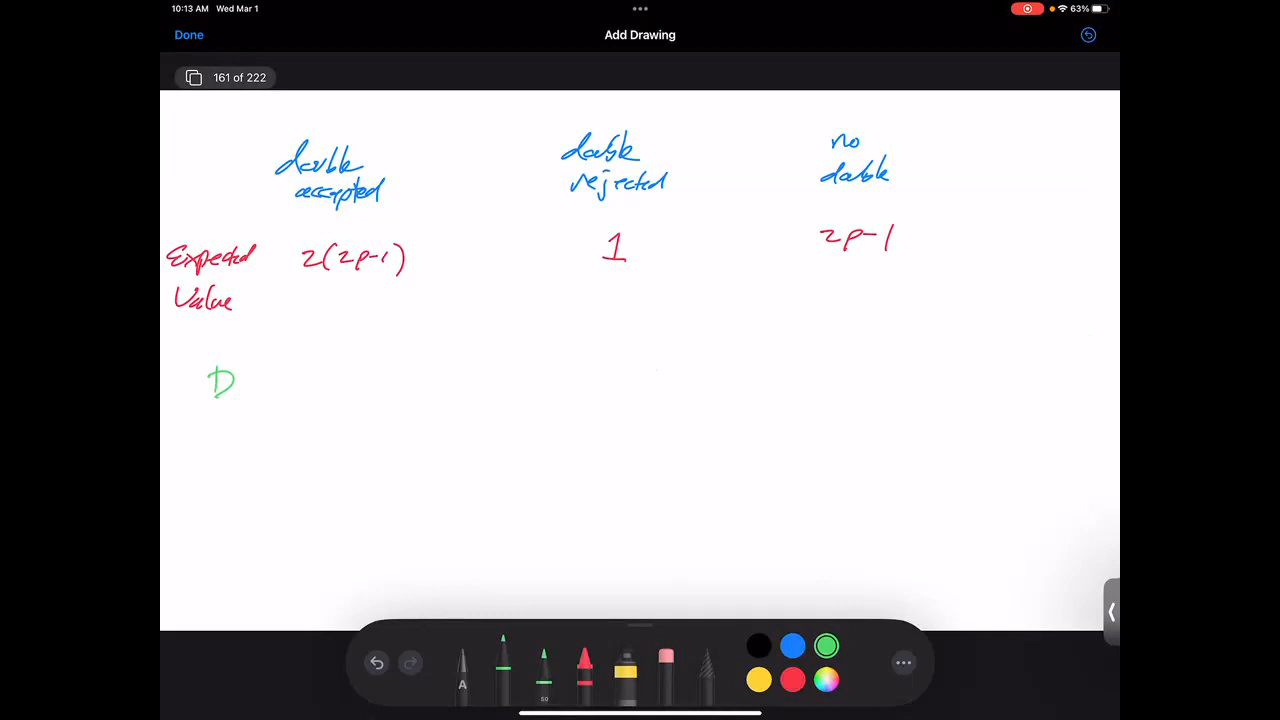 10:13 AM Wed Mar 1
63%
Done
Add Drawing
161 of 222
double accepted
double rejected
no double
Expected Value
2(2p-1)
1
2p-1
D
A
50